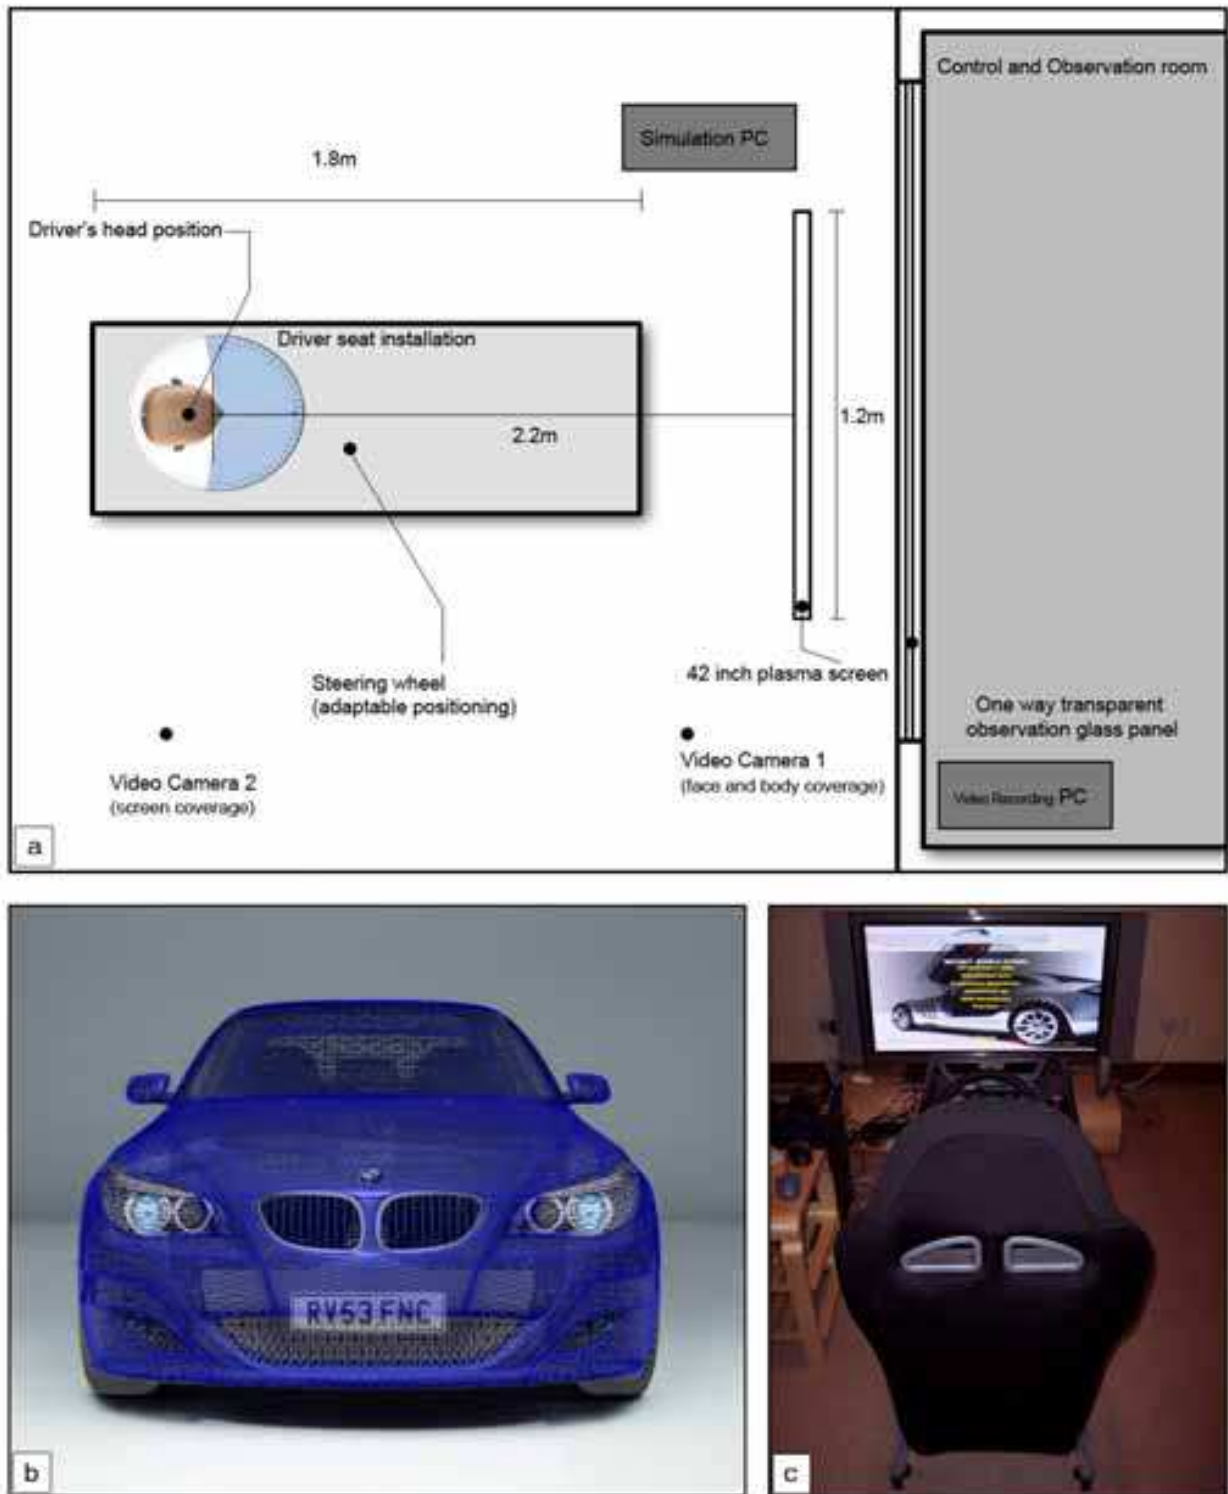 Control and Observation room
Simulation PC
1.8m
Driver's head position
Driver seat installation
1.2m
2.2m
42 inch plasma screen
Steering wheel
(adaptable positioning)
One way transparent
observation glass panel
Video Camera 2
(screen coverage)
Video Camera 1
(face and body coverage)
Video Recording PC
a
RV53 FNC
b
c